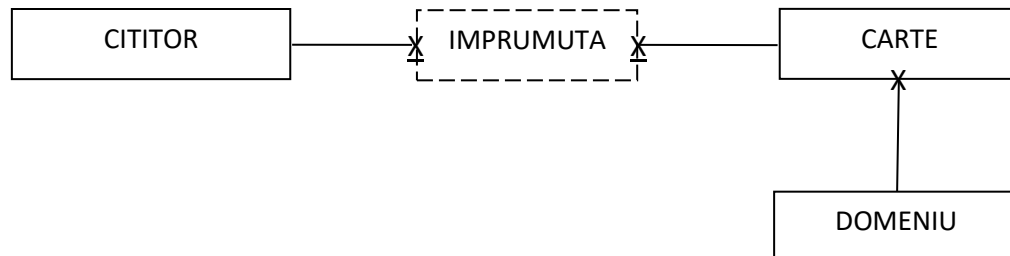 CITITOR
IMPRUMUTA
CARTE
X
X
X
DOMENIU